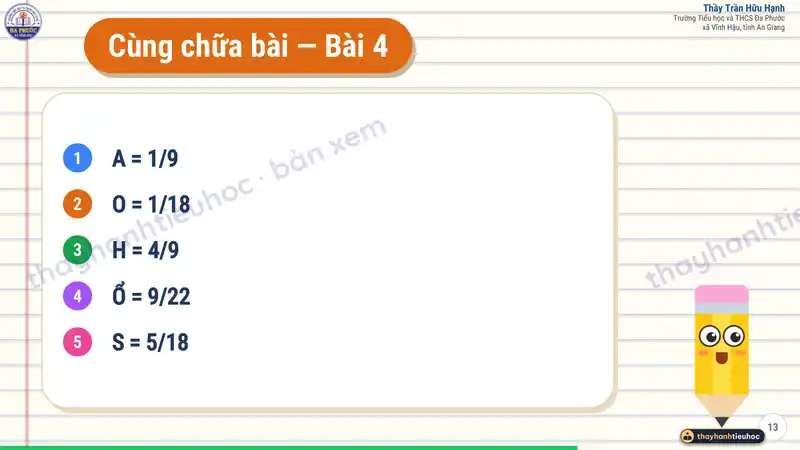 Thầy Trần Hữu Hạnh
Trường Tiểu học và THCS Đa Phước
xã Vĩnh Hậu, tỉnh An Giang
ĐA PHƯỚC
Cùng chữa bài – Bài 4
1 A = 1/9
2 O = 1/18
3 H = 4/9
4 Ổ = 9/22
5 S = 5/18
thayhanhtieuhoc · bản xem
thayhanhtieuhoc
13